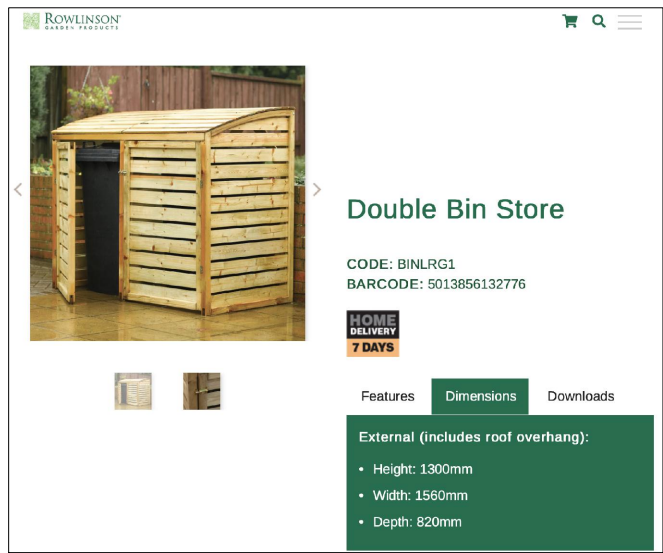 ROWLINSON
GARDEN PRODUCTS
Double Bin Store
CODE: BINLRG1
BARCODE: 5013856132776
HOME
DELIVERY
7 DAYS
Features Dimensions Downloads
External (includes roof overhang):
• Height: 1300mm
• Width: 1560mm
• Depth: 820mm